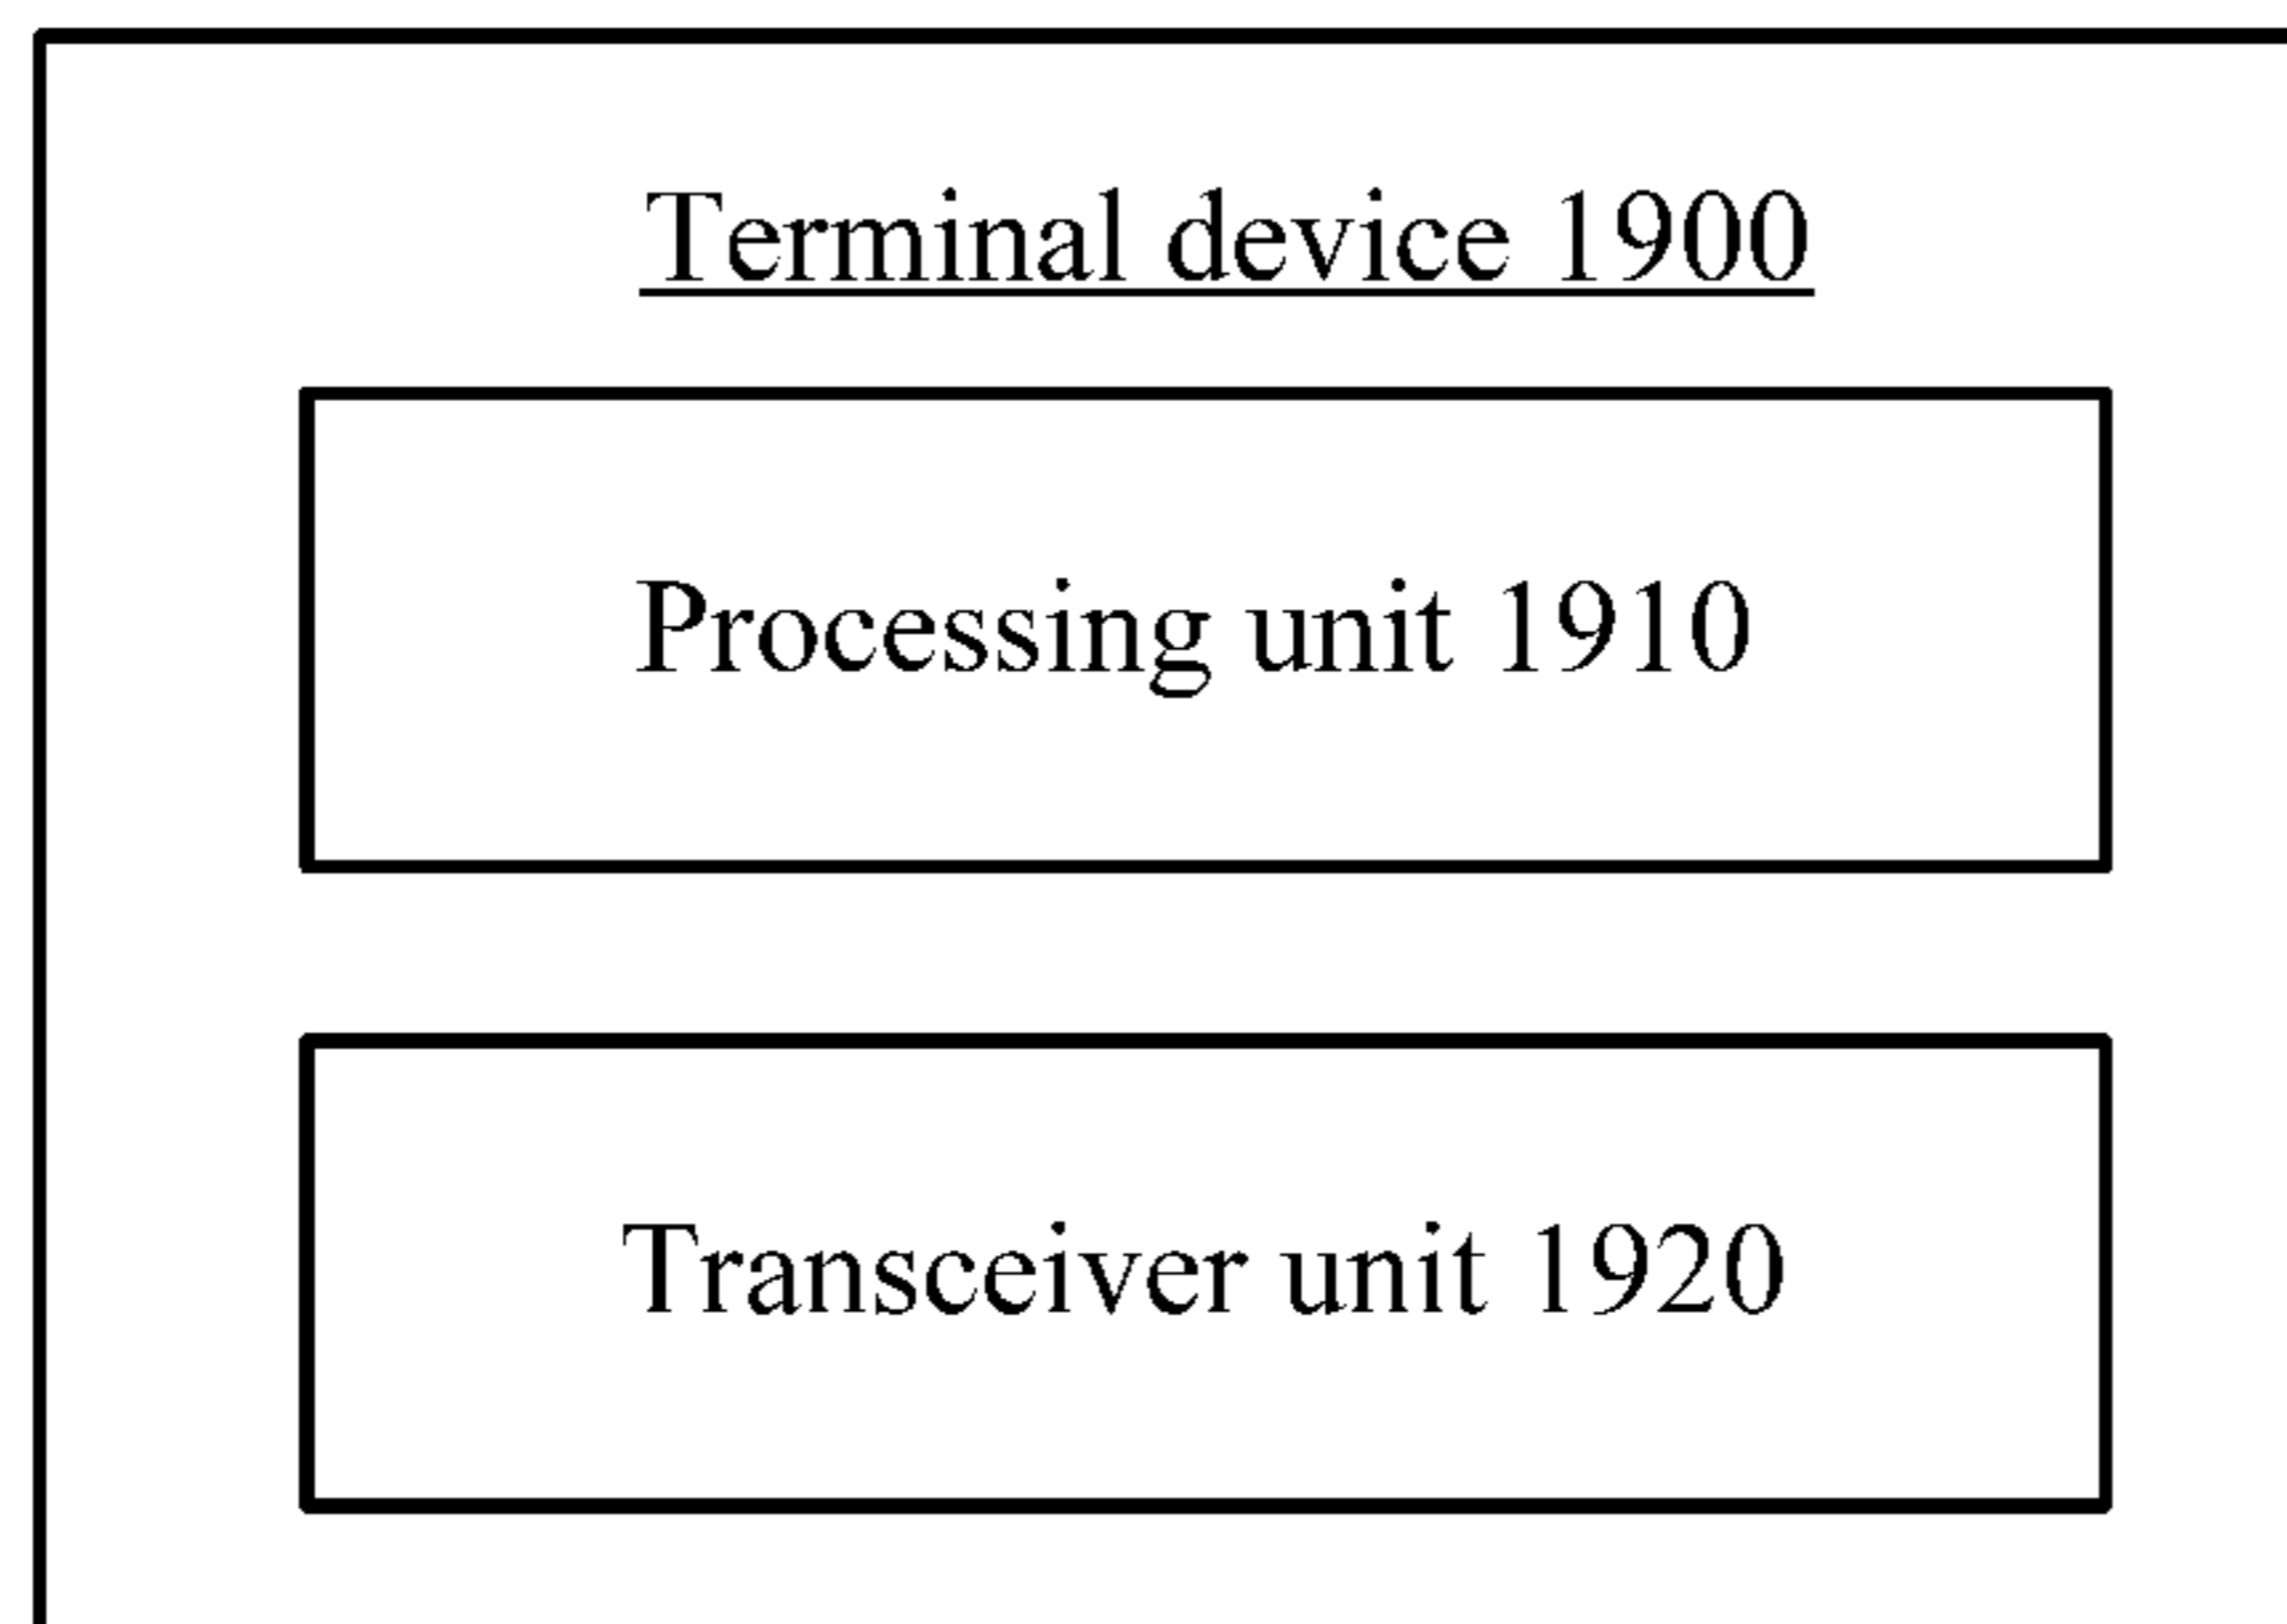 Terminal device 1900
Processing unit 1910
Transceiver unit 1920